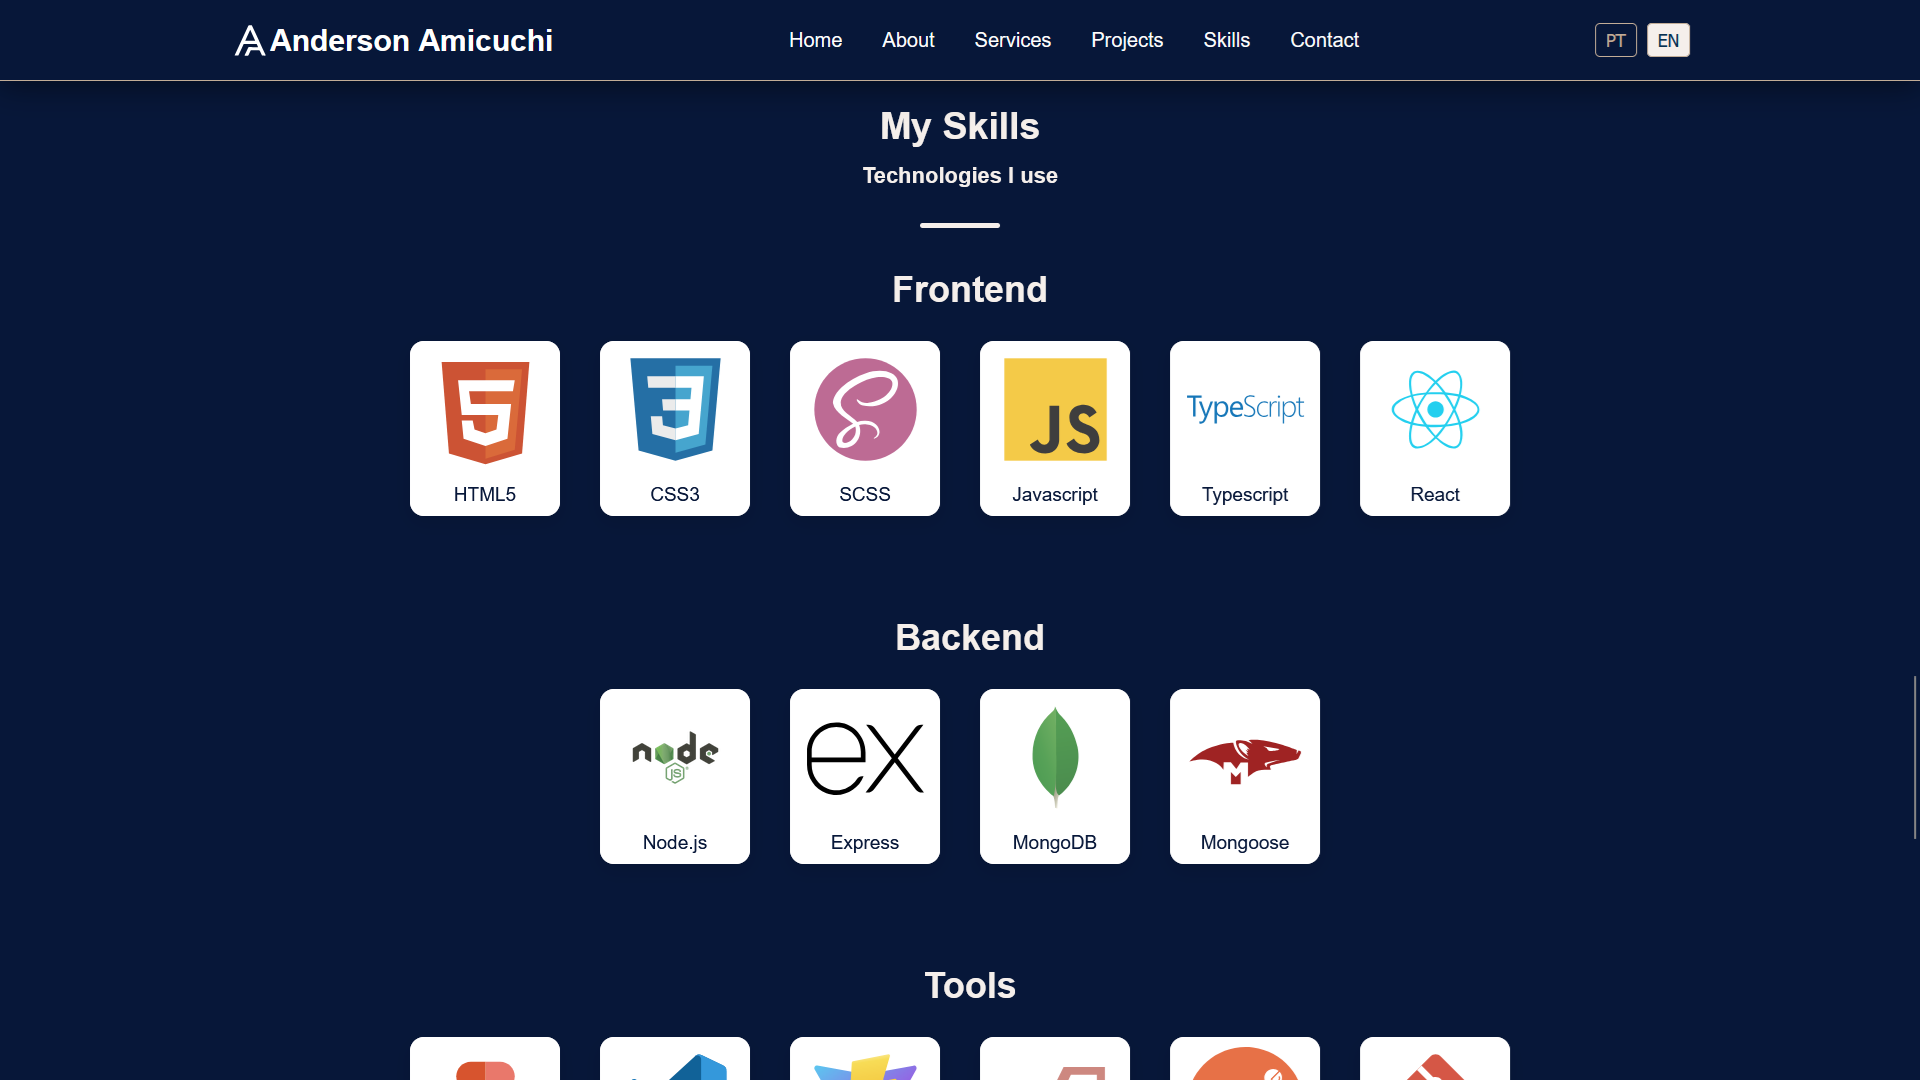 Anderson Amicuchi
Home About Services Projects Skills Contact
PT EN
My Skills
Technologies I use
Frontend
5 3 JS TypeScript
HTML5 CSS3 SCSS Javascript Typescript React
Backend
node JS ex M
Node.js Express MongoDB Mongoose
Tools